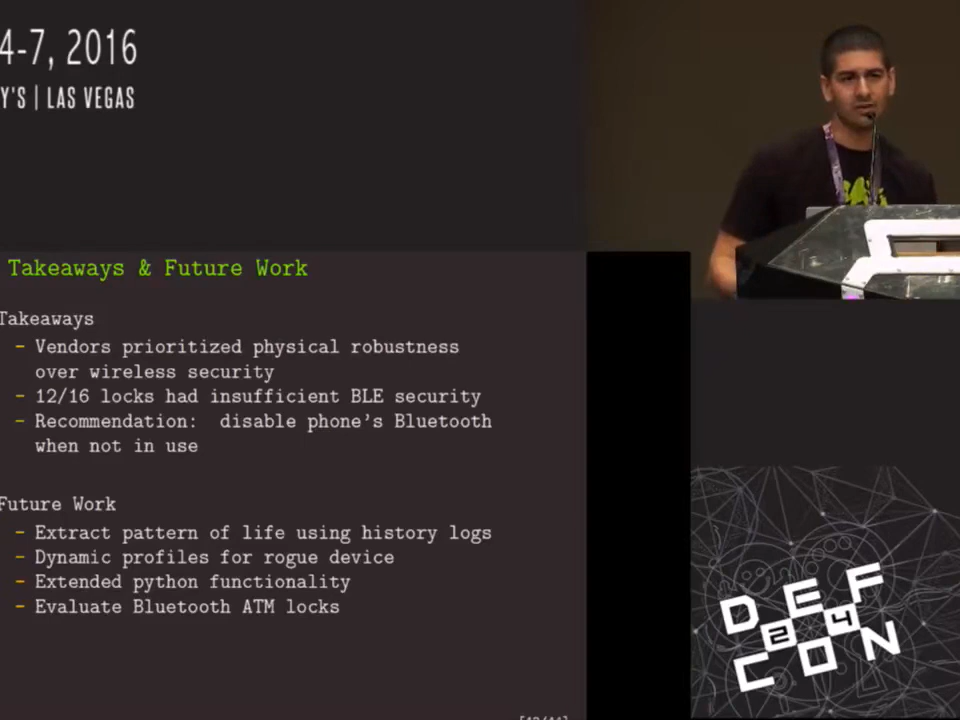 4-7, 2016
Y'S | LAS VEGAS
Takeaways & Future Work
Takeaways
- Vendors prioritized physical robustness
over wireless security
- 12/16 locks had insufficient BLE security
- Recommendation: disable phone's Bluetooth
when not in use
Future Work
- Extract pattern of life using history logs
- Dynamic profiles for rogue device
- Extended python functionality
- Evaluate Bluetooth ATM locks
DEF
24
CON